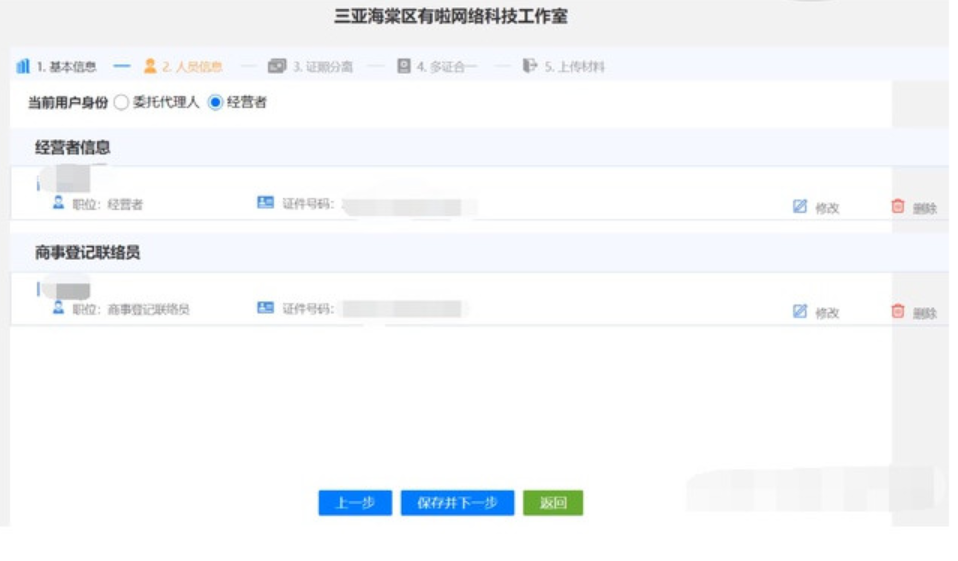 三亚海棠区有啦网络科技工作室
1. 基本信息 2. 人员信息 3. 证照分离 4. 多证合一 5. 上传材料
当前用户身份 委托代理人 经营者
经营者信息
职位: 经营者 证件号码: 修改 删除
商事登记联络员
职位: 商事登记联络员 证件号码: 修改 删除
上一步 保存并下一步 返回